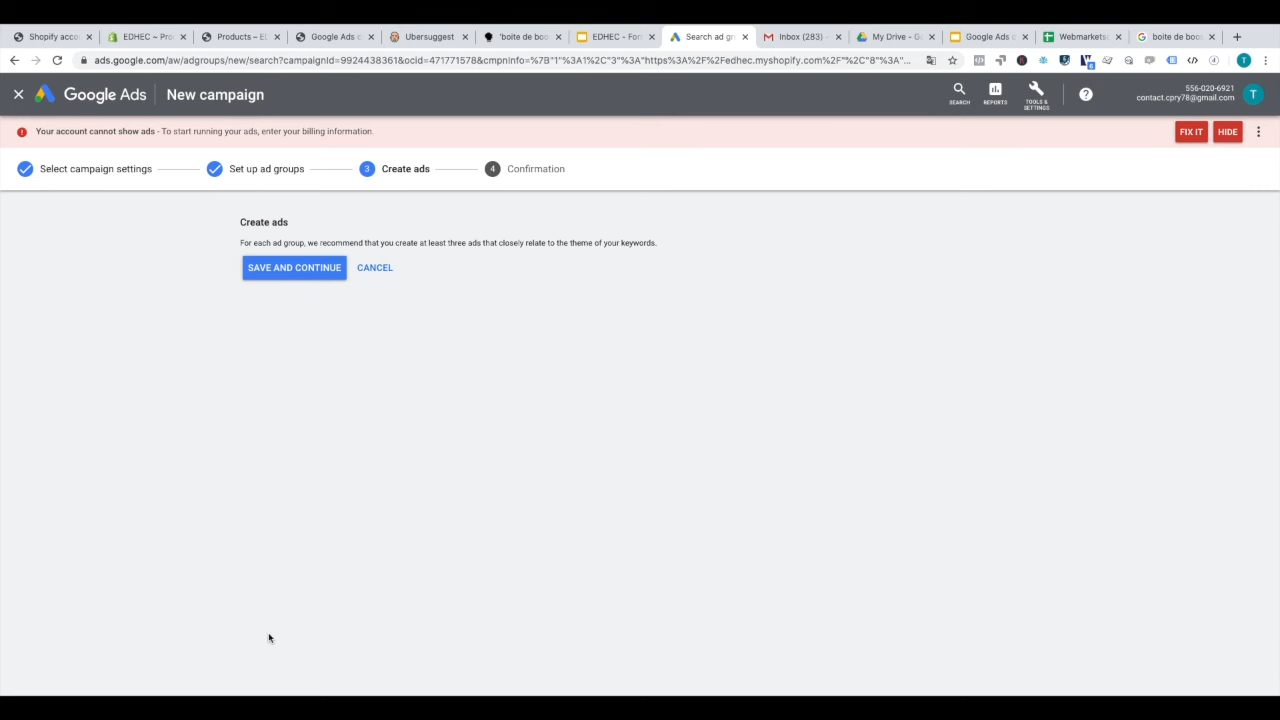 Shopify acco
EDHEC – Pro
Products – E
Google Ads c
Ubersuggest
'boite de boo
EDHEC - For
Search ad gr
Inbox (283) -
My Drive - G
Google Ads c
Webmarketi
boite de boo
ads.google.com/aw/adgroups/new/search?campaignId=9924438651&ocid=471771578&cmpnInfo=%7B"1"%3A1%2C"3"%3A"https%3A%2F%2Fedhec.myshopify.com%2F"%2C"8"%3A"...
Google Ads
New campaign
SEARCH
REPORTS
TOOLS &
SETTINGS
556-020-6921
contact.cpry78@gmail.com
T
Your account cannot show ads - To start running your ads, enter your billing information.
FIX IT
HIDE
Select campaign settings
Set up ad groups
3 Create ads
4 Confirmation
Create ads
For each ad group, we recommend that you create at least three ads that closely relate to the theme of your keywords.
SAVE AND CONTINUE
CANCEL